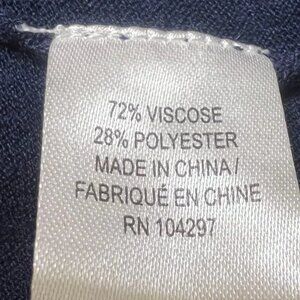 72% VISCOSE
28% POLYESTER
MADE IN CHINA/
FABRIQUÉ EN CHINE
RN 104297